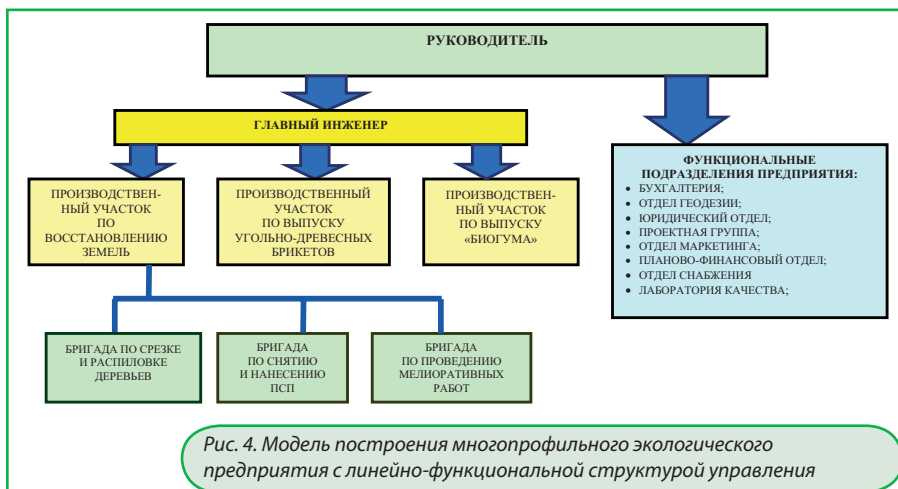 РУКОВОДИТЕЛЬ
ГЛАВНЫЙ ИНЖЕНЕР
ПРОИЗВОДСТВЕН-
НЫЙ УЧАСТОК
ПО
ВОССТАНОВЛЕНИЮ
ЗЕМЕЛЬ
ПРОИЗВОДСТВЕННЫЙ
УЧАСТОК
ПО ВЫПУСКУ
УГОЛЬНО-ДРЕВЕСНЫХ
БРИКЕТОВ
ПРОИЗВОДСТВЕН-
НЫЙ УЧАСТОК
ПО ВЫПУСКУ
«БИОГУМА»
ФУНКЦИОНАЛЬНЫЕ
ПОДРАЗДЕЛЕНИЯ ПРЕДПРИЯТИЯ:
• БУХГАЛТЕРИЯ;
• ОТДЕЛ ГЕОДЕЗИИ;
• ЮРИДИЧЕСКИЙ ОТДЕЛ;
• ПРОЕКТНАЯ ГРУППА;
• ОТДЕЛ МАРКЕТИНГА;
• ПЛАНОВО-ФИНАНСОВЫЙ ОТДЕЛ;
• ОТДЕЛ СНАБЖЕНИЯ
• ЛАБОРАТОРИЯ КАЧЕСТВА;
БРИГАДА ПО СРЕЗКЕ
И РАСПИЛОВКЕ
ДЕРЕВЬЕВ
БРИГАДА
ПО СНЯТИЮ
И НАНЕСЕНИЮ
ПСП
БРИГАДА
ПО ПРОВЕДЕНИЮ
МЕЛИОРАТИВНЫХ
РАБОТ
Рис. 4. Модель построения многопрофильного экологического
предприятия с линейно-функциональной структурой управления